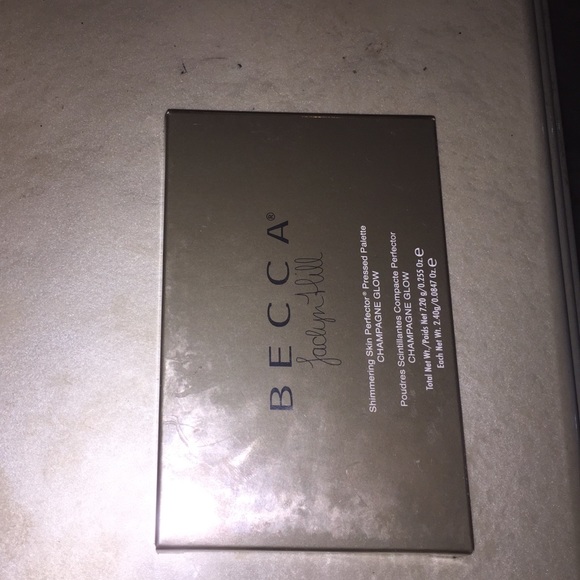 BECCA®
Jaclyn Hill
Shimmering Skin Perfector® Pressed Palette
CHAMPAGNE GLOW
Poudres Scintillantes Compacte Perfector
CHAMPAGNE GLOW
Total Net Wt./Poids Net 7.20 g/0.255 Oz. ℮
Each Net Wt. 2.40g/0.0847 Oz. ℮